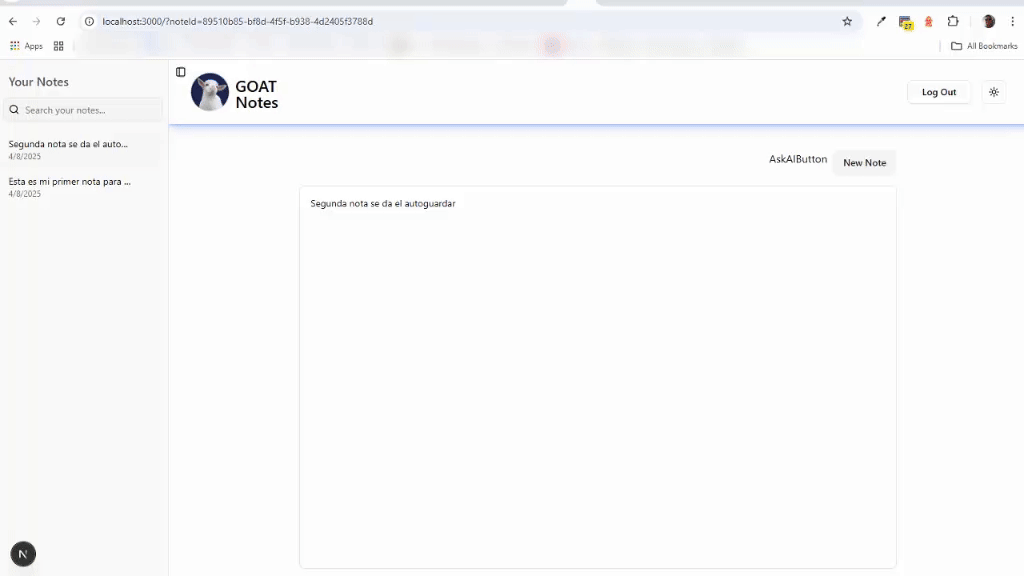 localhost:3000/?noteId=89510b85-bf8d-4f5f-b938-4d2405f3788d
27
Apps
All Bookmarks
Your Notes
Search your notes...
Segunda nota se da el auto...
4/8/2025
Esta es mi primer nota para ...
4/8/2025
GOAT
Notes
Log Out
AskAIButton
New Note
Segunda nota se da el autoguardar
N